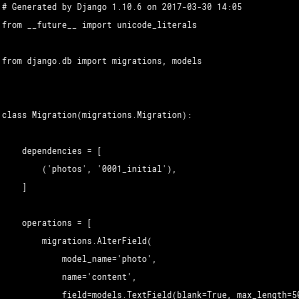 # Generated by Django 1.10.6 on 2017-03-30 14:05
from __future__ import unicode_literals
from django.db import migrations, models
class Migration(migrations.Migration):
dependencies = [
('photos', '0001_initial'),
]
operations = [
migrations.AlterField(
model_name='photo',
name='content',
field=models.TextField(blank=True, max_length=